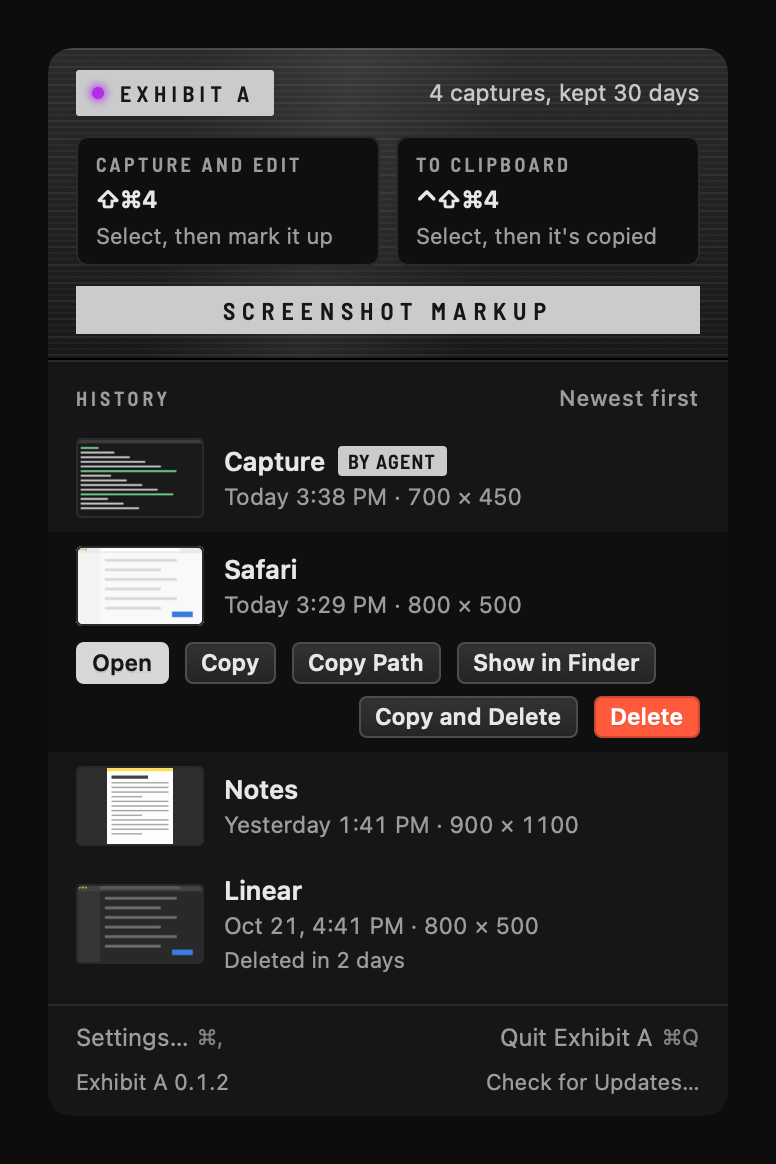 EXHIBIT A
4 captures, kept 30 days
CAPTURE AND EDIT
⇧⌘4
Select, then mark it up
TO CLIPBOARD
⌃⇧⌘4
Select, then it's copied
SCREENSHOT MARKUP
HISTORY
Newest first
Capture BY AGENT
Today 3:38 PM · 700 × 450
Safari
Today 3:29 PM · 800 × 500
Open Copy Copy Path Show in Finder
Copy and Delete Delete
Notes
Yesterday 1:41 PM · 900 × 1100
Linear
Oct 21, 4:41 PM · 800 × 500
Deleted in 2 days
Settings... ⌘,
Quit Exhibit A ⌘Q
Exhibit A 0.1.2
Check for Updates...